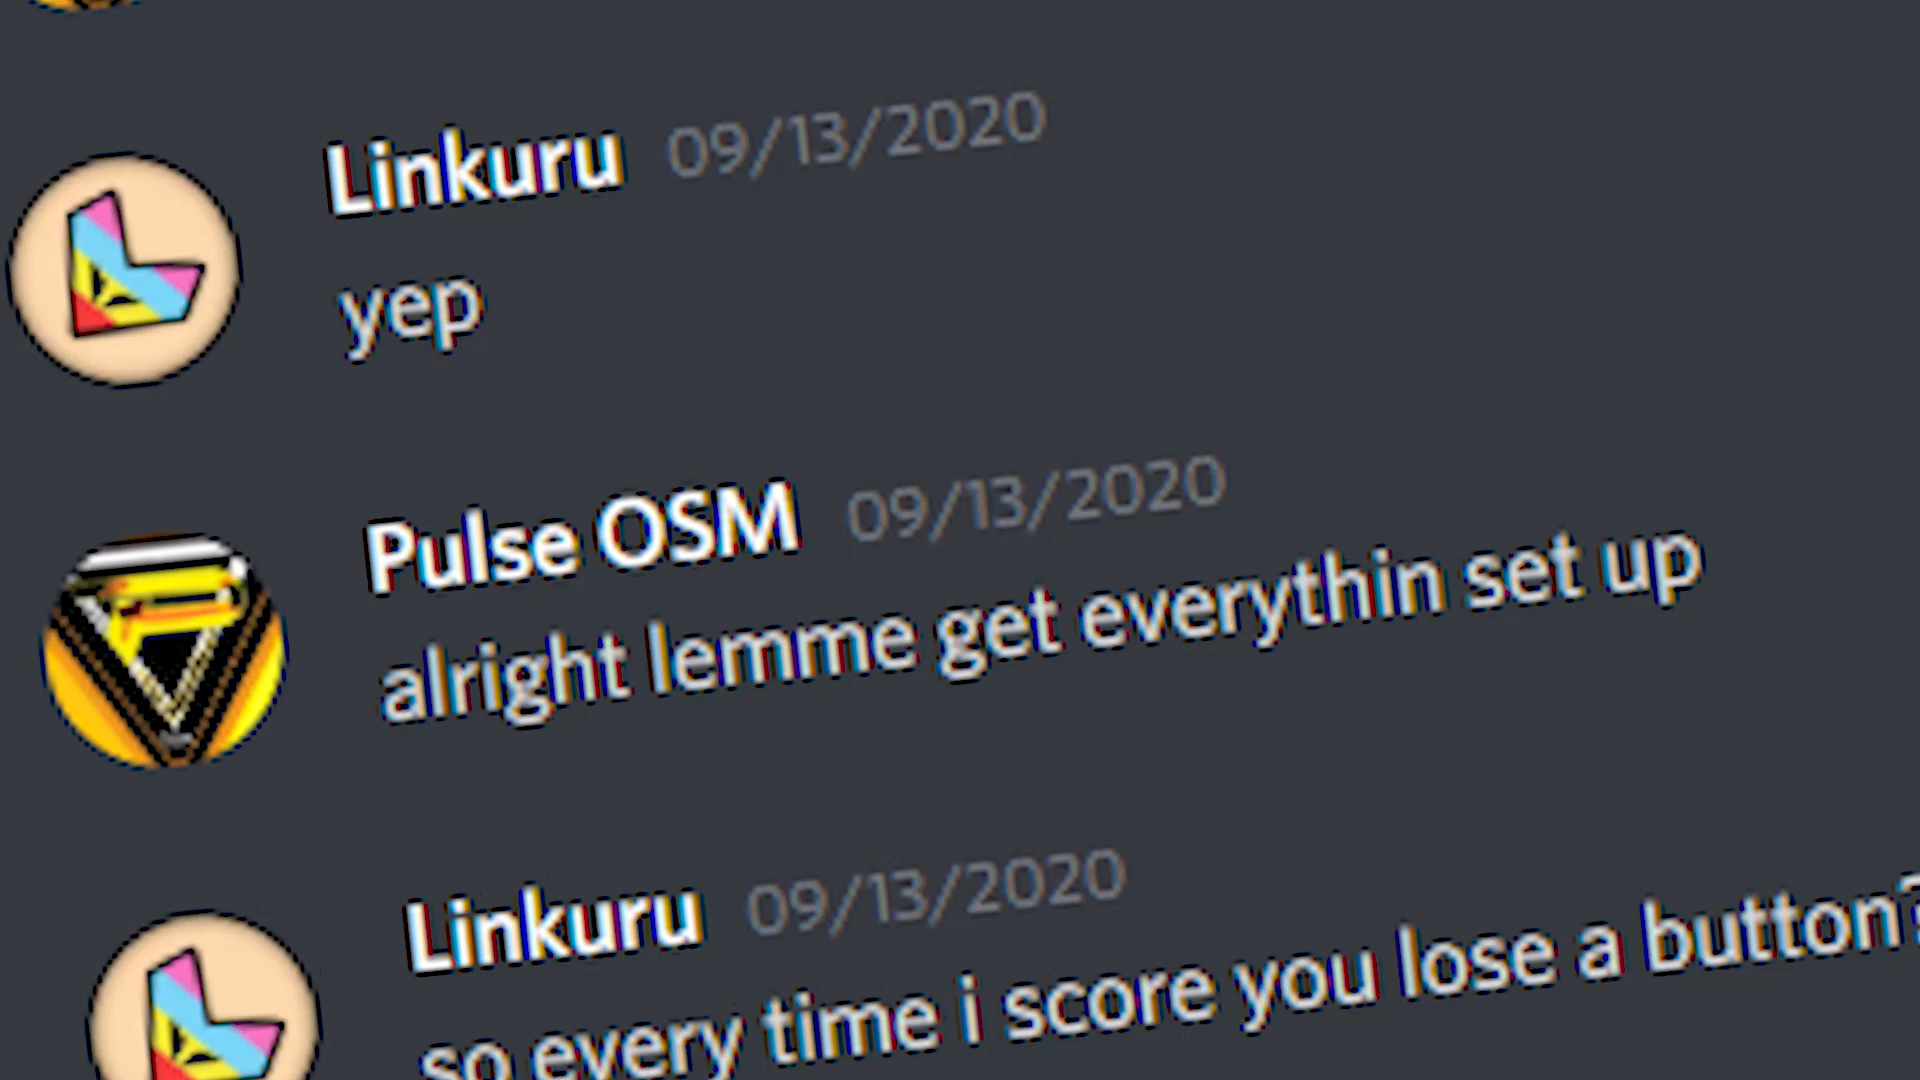 Linkuru 09/13/2020
yep
Pulse OSM 09/13/2020
alright lemme get everythin set up
Linkuru 09/13/2020
so every time i score you lose a button?